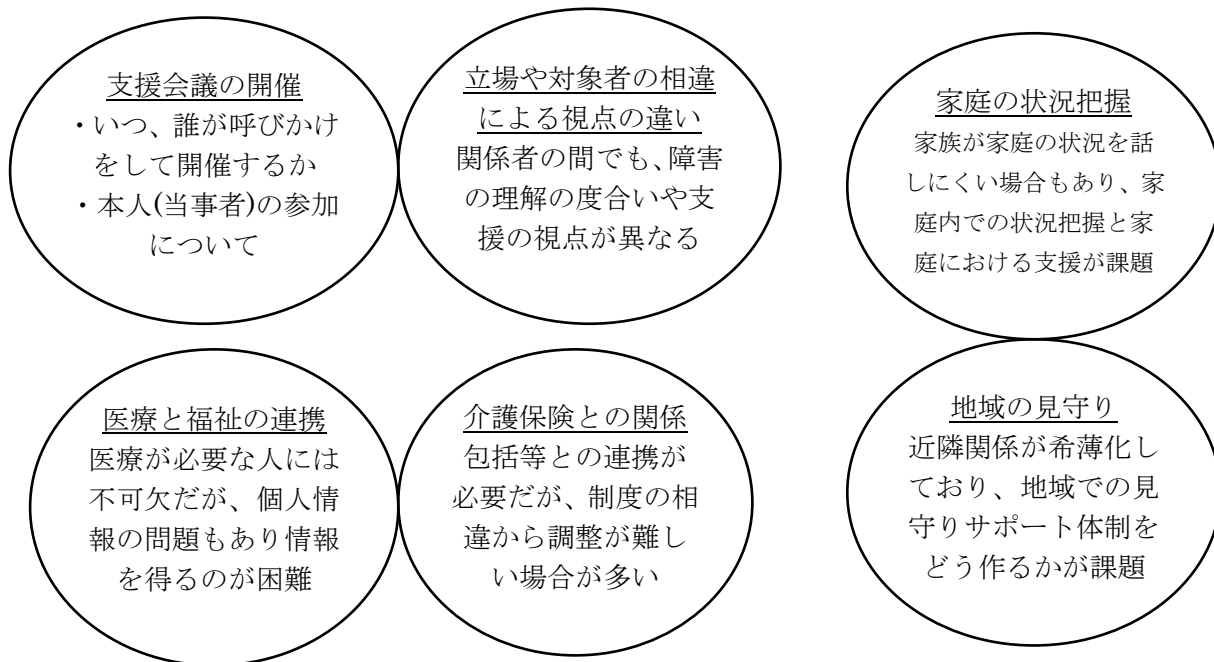 支援会議の開催
・いつ、誰が呼びかけ
をして開催するか
・本人(当事者)の参加
について
立場や対象者の相違
による視点の違い
関係者の間でも、障害
の理解の度合いや支
援の視点が異なる
家庭の状況把握
家族が家庭の状況を話
しにくい場合もあり、家
庭内での状況把握と家
庭における支援が課題
医療と福祉の連携
医療が必要な人には
不可欠だが、個人情
報の問題もあり情報
を得るのが困難
介護保険との関係
包括等との連携が
必要だが、制度の相
違から調整が難し
い場合が多い
地域の見守り
近隣関係が希薄化し
ており、地域での見
守りサポート体制を
どう作るかが課題